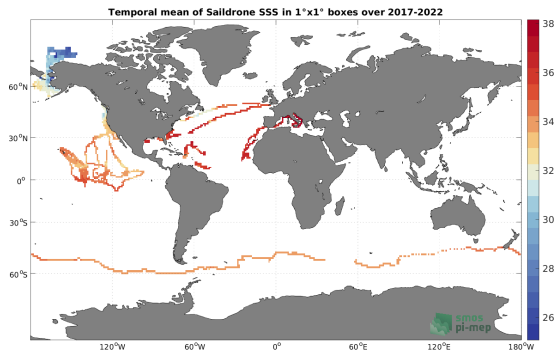 Temporal mean of Saildrone SSS in 1°x1° boxes over 2017-2022
38
36
34
32
30
28
26
60°N
30°N
0°
30°S
60°S
120°W
60°W
0°
60°E
120°E
180°W
smos
pi-mep